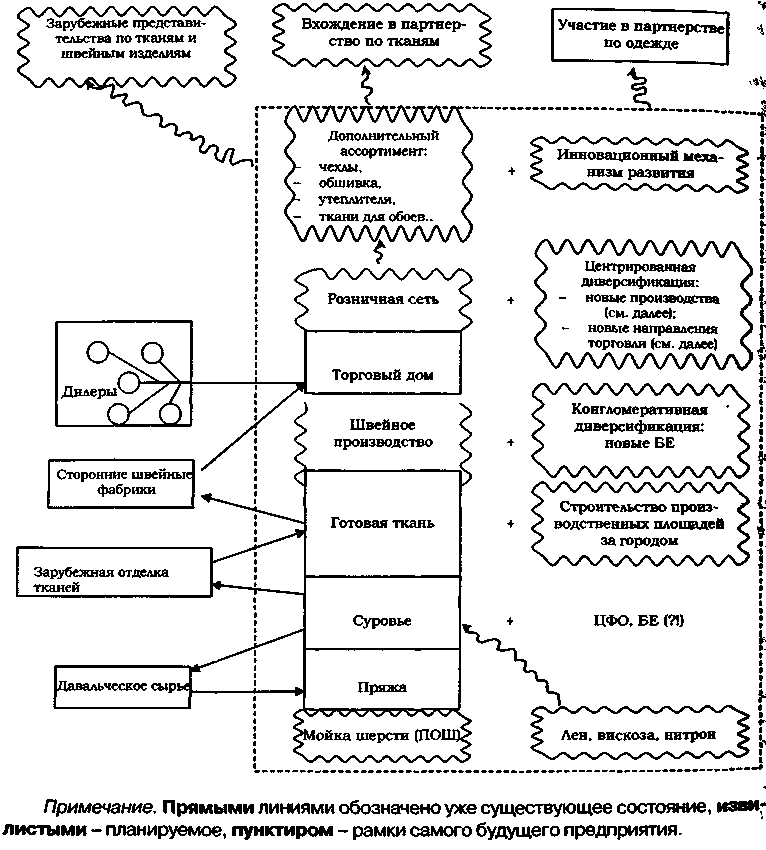 Зарубежные представи-
тельства по тканям и
швейным изделиям
Вхождение в партнер-
ство по тканям
Участие в партнерстве
по одежде
Дополнительный
ассортимент:
– чехлы,
– обшивка,
– утеплители,
– ткани для обоев..
+
Инновационный меха-
низм развития
Розничная сеть
+
Центрированная
диверсификация:
– новые производства
(см. далее);
– новые направления
торговли (см. далее)
Дилеры
Торговый дом
Швейное
производство
+
Конгломеративная
диверсификация:
новые БЕ
Сторонние швейные
фабрики
Готовая ткань
+
Строительство произ-
водственных площадей
за городом
Зарубежная отделка
тканей
Суровье
+
ЦФО, БЕ (?!)
Давальческое сырье
Пряжа
Мойка шерсти (ПОШ)
Лен, вискоза, нитрон
Примечание. Прямыми линиями обозначено уже существующее состояние, изви-
листыми – планируемое, пунктиром – рамки самого будущего предприятия.